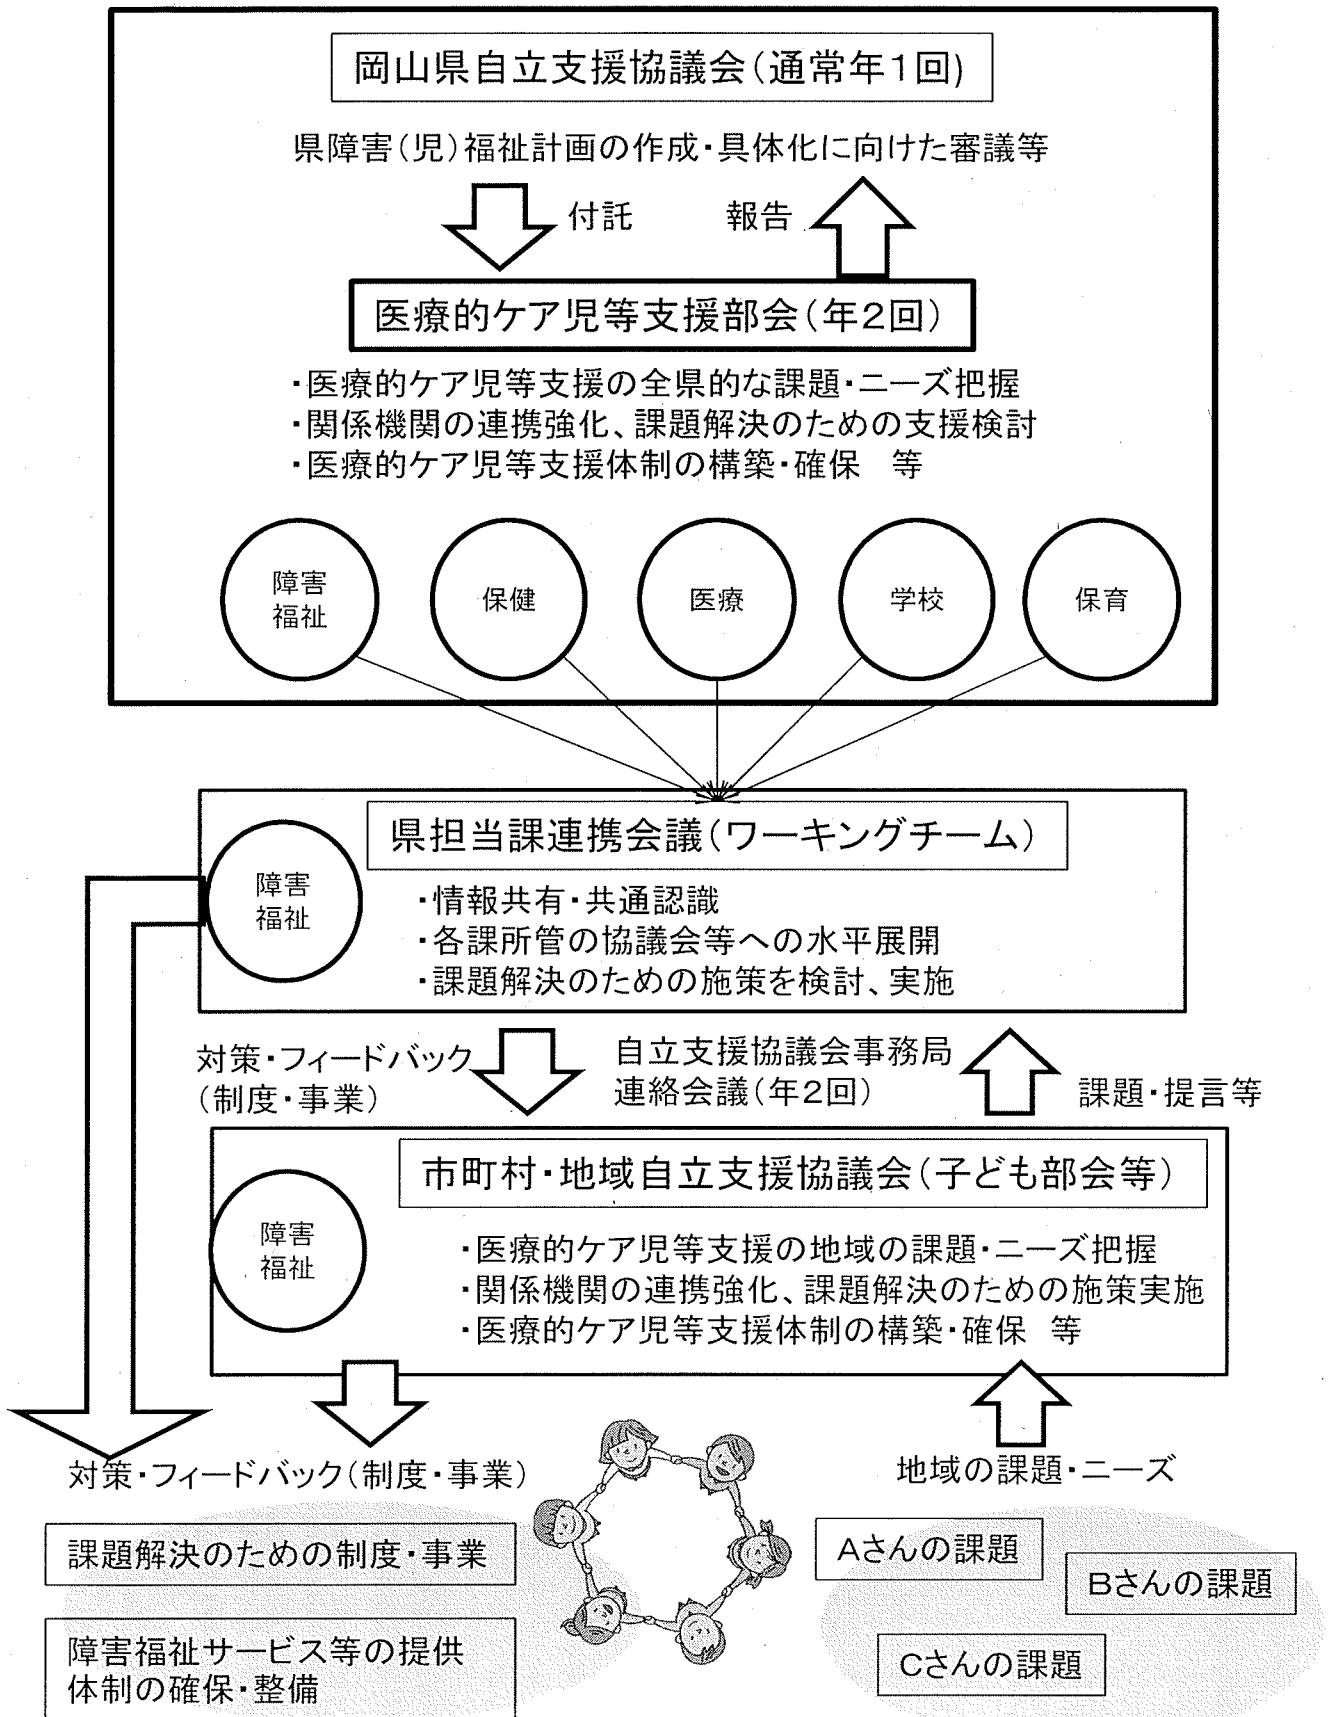 岡山県自立支援協議会(通常年1回)
県障害(児)福祉計画の作成・具体化に向けた審議等
付託
報告
医療的ケア児等支援部会(年2回)
・医療的ケア児等支援の全県的な課題・ニーズ把握
・関係機関の連携強化、課題解決のための支援検討
・医療的ケア児等支援体制の構築・確保 等
障害
福祉
保健
医療
学校
保育
県担当課連携会議(ワーキングチーム)
障害
福祉
・情報共有・共通認識
・各課所管の協議会等への水平展開
・課題解決のための施策を検討、実施
対策・フィードバック
(制度・事業)
自立支援協議会事務局
連絡会議(年2回)
課題・提言等
市町村・地域自立支援協議会(子ども部会等)
障害
福祉
・医療的ケア児等支援の地域の課題・ニーズ把握
・関係機関の連携強化、課題解決のための施策実施
・医療的ケア児等支援体制の構築・確保 等
対策・フィードバック(制度・事業)
地域の課題・ニーズ
課題解決のための制度・事業
障害福祉サービス等の提供
体制の確保・整備
Aさんの課題
Bさんの課題
Cさんの課題